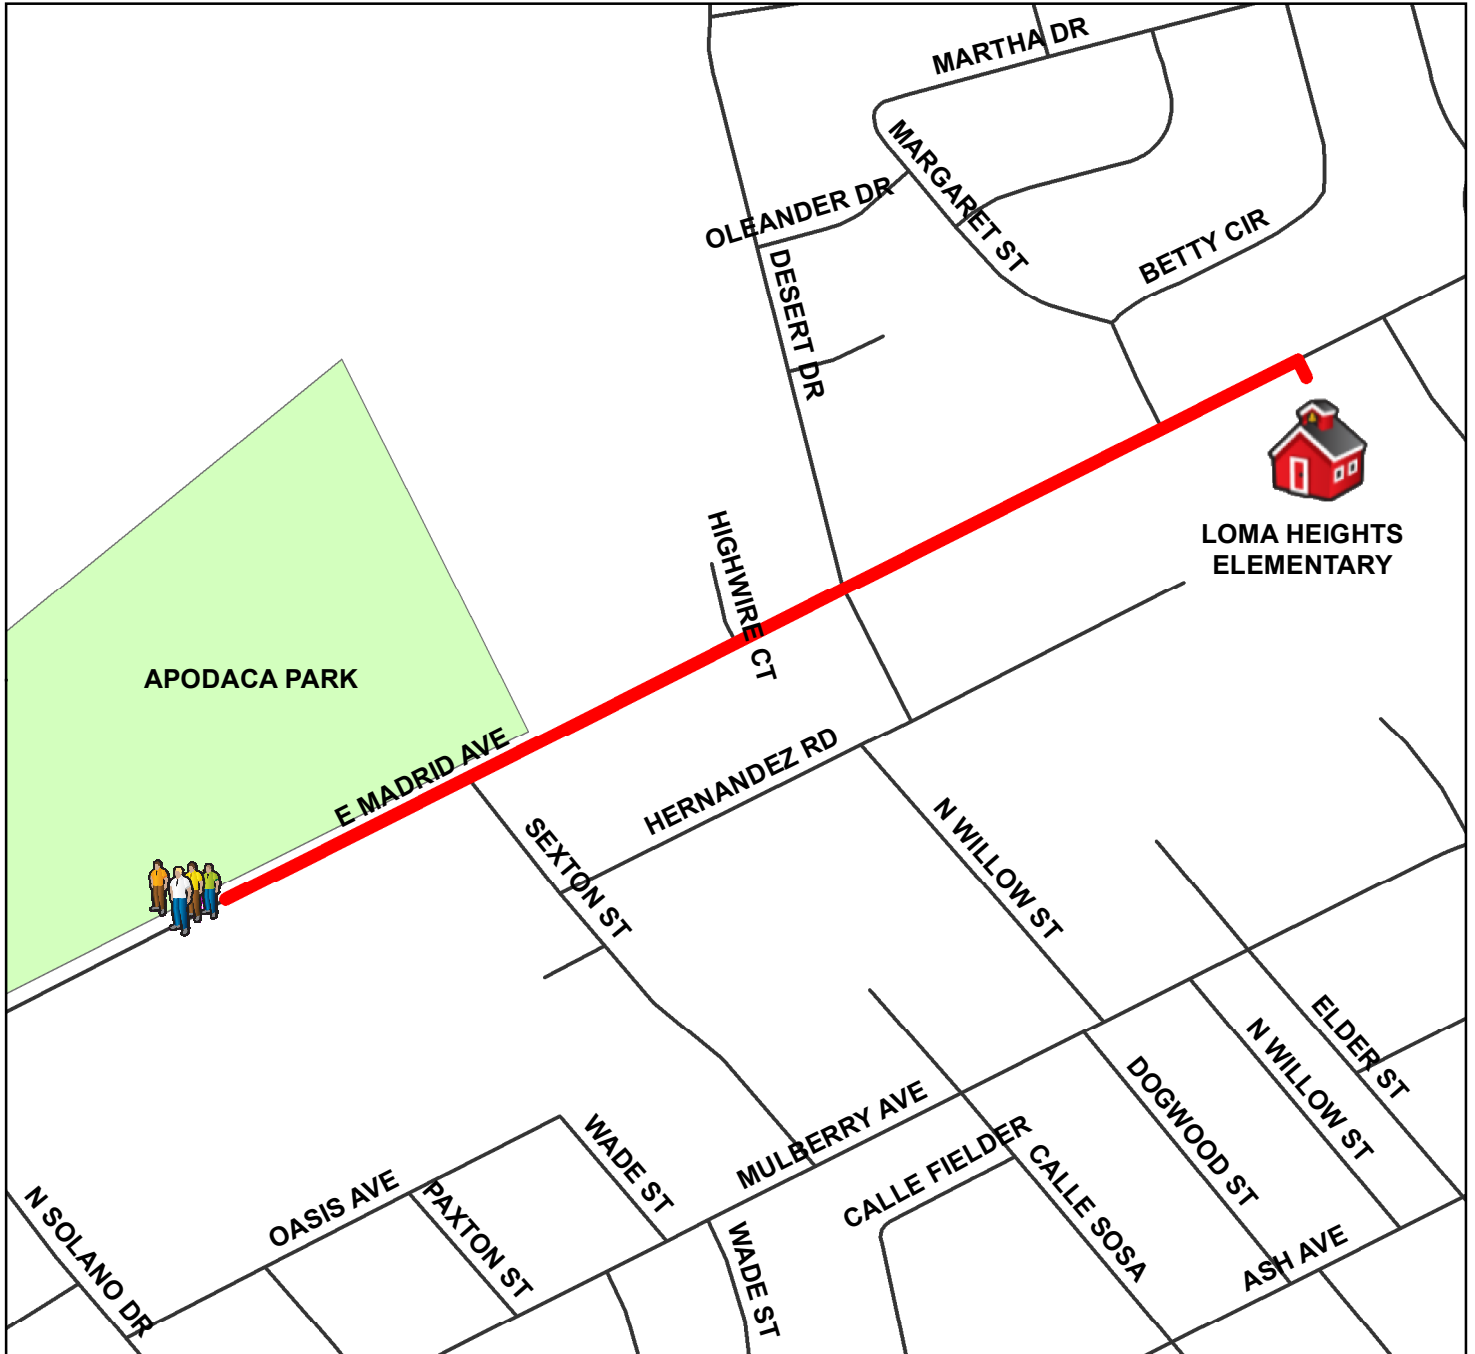 MARTHA DR
MARGARET ST
OLEANDER DR
BETTY CIR
DESERT DR
HIGHWIRE CT
LOMA HEIGHTS
ELEMENTARY
APODACA PARK
E MADRID AVE
HERNANDEZ RD
SEXTON ST
N WILLOW ST
ELDER ST
N WILLOW ST
DOGWOOD ST
MULBERRY AVE
WADE ST
CALLE FIELDER
CALLE SOSA
OASIS AVE
PAXTON ST
N SOLANO DR
WADE ST
ASH AVE